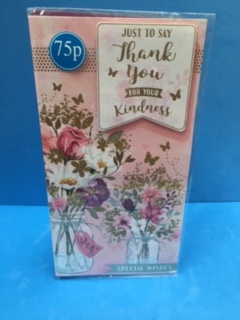 75p
JUST TO SAY
Thank
You
FOR YOUR
Kindness
SPECIAL WISHES